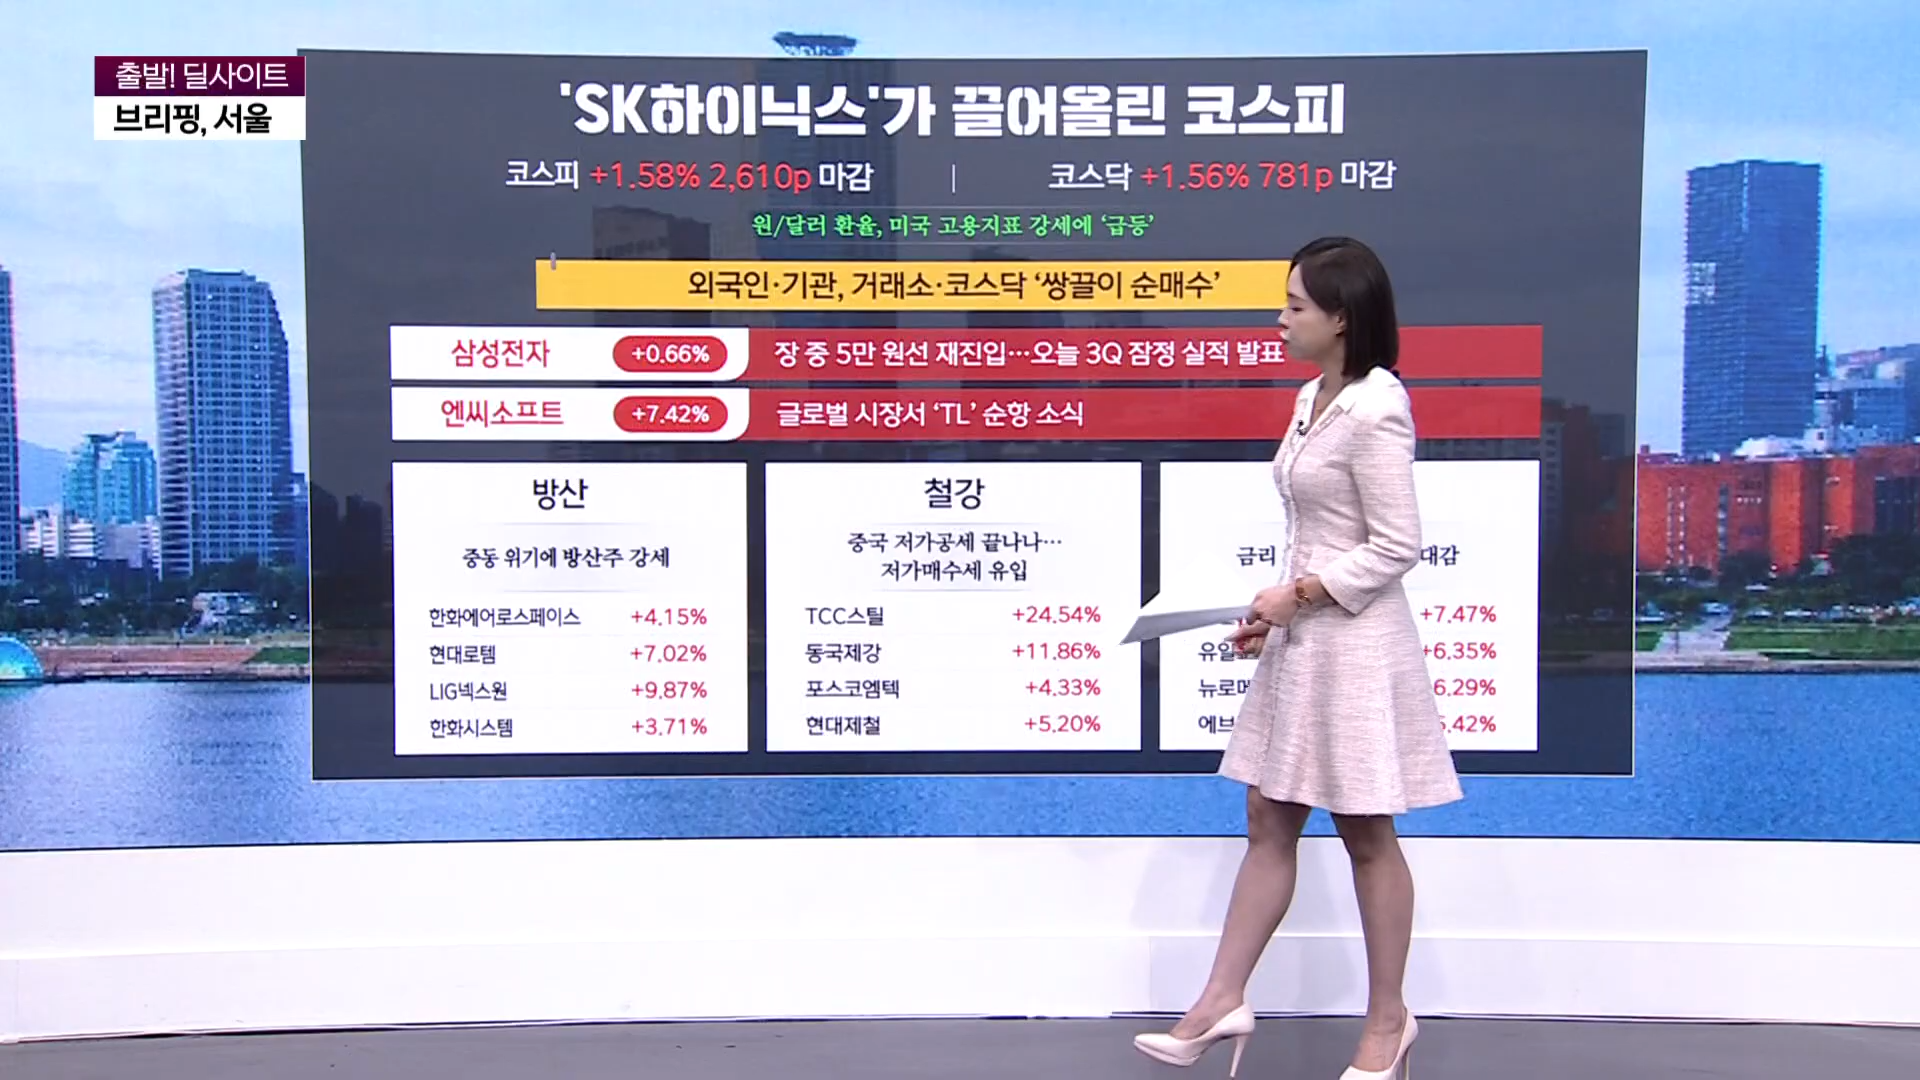 출발! 딜사이트
브리핑, 서울
'SK하이닉스'가 끌어올린 코스피
코스피 +1.58% 2,610p 마감 | 코스닥 +1.56% 781p 마감
원/달러 환율, 미국 고용지표 강세에 ‘급등’
외국인·기관, 거래소·코스닥 ‘쌍끌이 순매수’
삼성전자 +0.66% 장 중 5만 원선 재진입…오늘 3Q 잠정 실적 발표
엔씨소프트 +7.42% 글로벌 시장서 ‘TL’ 순항 소식
방산
중동 위기에 방산주 강세
한화에어로스페이스 +4.15%
현대로템 +7.02%
LIG넥스원 +9.87%
한화시스템 +3.71%
철강
중국 저가공세 끝나나…
저가매수세 유입
TCC스틸 +24.54%
동국제강 +11.86%
포스코엠텍 +4.33%
현대제철 +5.20%
금리
+7.47%
+6.35%
6.29%
.42%